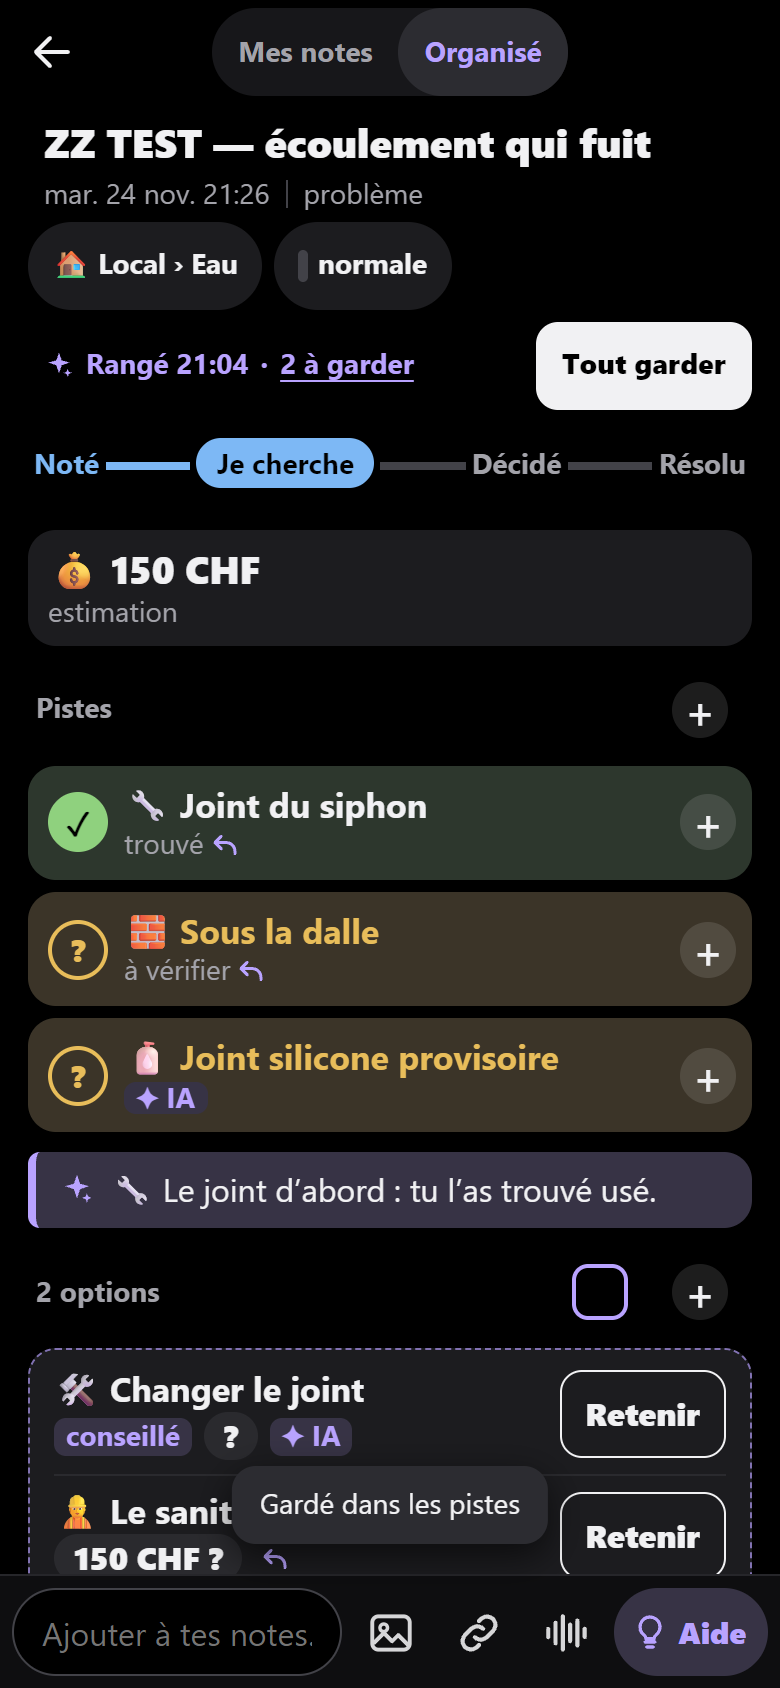 Mes notes
Organisé
ZZ TEST — écoulement qui fuit
mar. 24 nov. 21:26 | problème
Local › Eau
normale
Rangé 21:04 · 2 à garder
Tout garder
Noté
Je cherche
Décidé
Résolu
150 CHF
estimation
Pistes
+
✓
Joint du siphon
trouvé
+
?
Sous la dalle
à vérifier
+
?
Joint silicone provisoire
IA
+
Le joint d’abord : tu l’as trouvé usé.
2 options
+
Changer le joint
conseillé
?
IA
Retenir
Le sanit
150 CHF ?
Retenir
Gardé dans les pistes
Ajouter à tes notes.
Aide